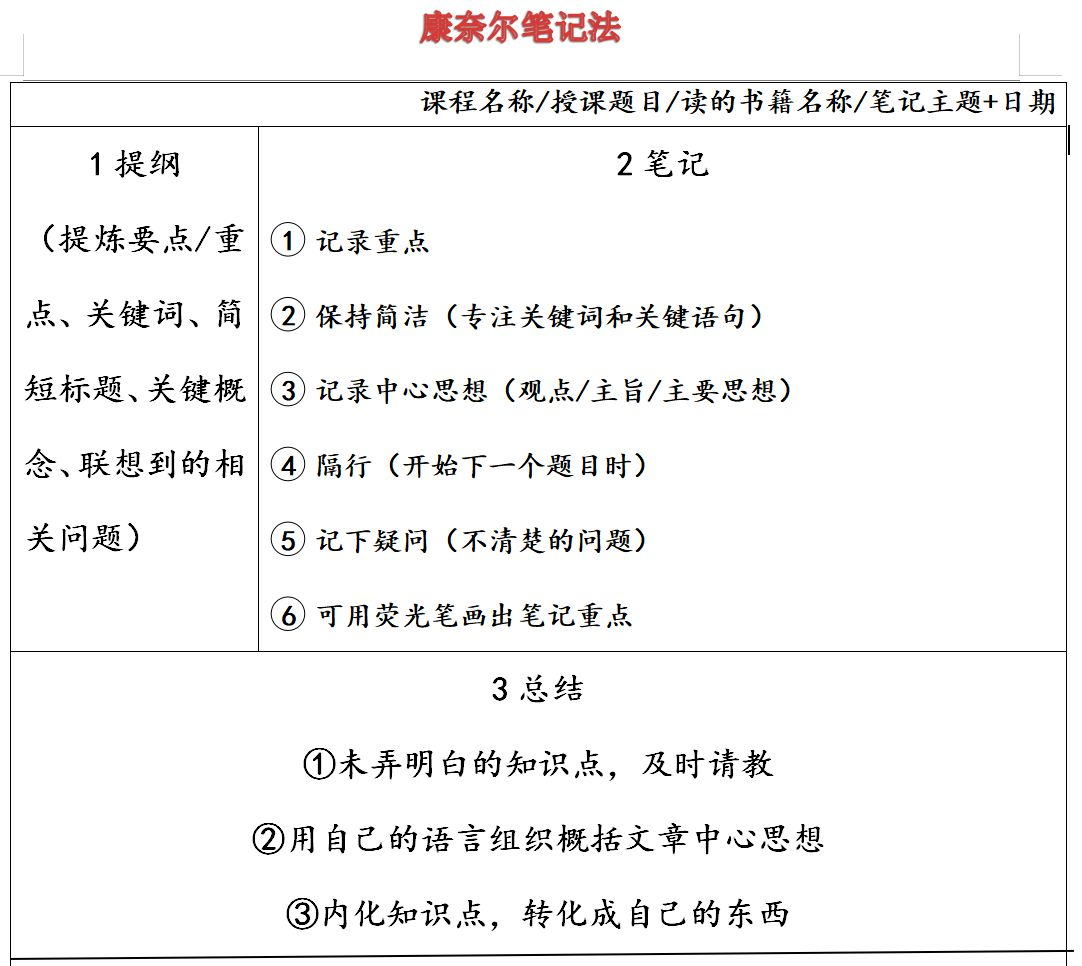 康奈尔笔记法
课程名称/授课题目/读的书籍名称/笔记主题+日期
1 提纲
（提炼要点/重
点、关键词、简
短标题、关键概
念、联想到的相
关问题）
2 笔记
① 记录重点
② 保持简洁（专注关键词和关键语句）
③ 记录中心思想（观点/主旨/主要思想）
④ 隔行（开始下一个题目时）
⑤ 记下疑问（不清楚的问题）
⑥ 可用荧光笔画出笔记重点
3 总结
①未弄明白的知识点，及时请教
②用自己的语言组织概括文章中心思想
③内化知识点，转化成自己的东西